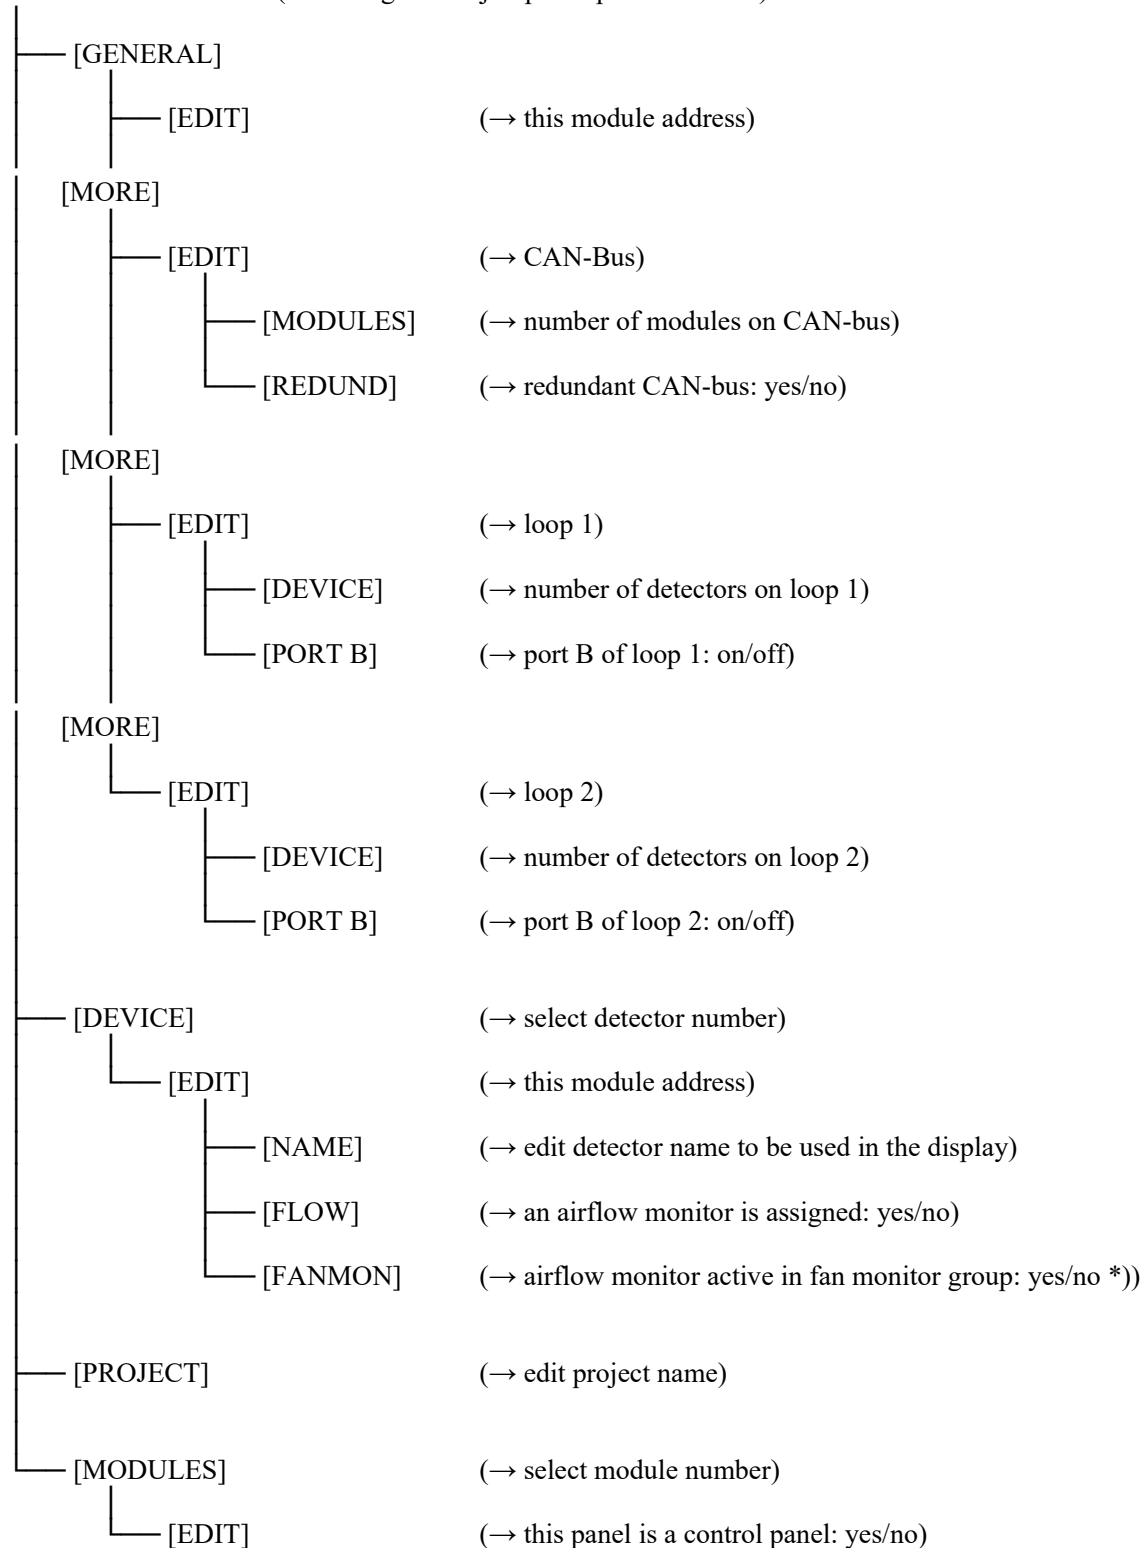 [GENERAL]
[EDIT] (→ this module address)
[MORE]
[EDIT] (→ CAN-Bus)
[MODULES] (→ number of modules on CAN-bus)
[REDUND] (→ redundant CAN-bus: yes/no)
[MORE]
[EDIT] (→ loop 1)
[DEVICE] (→ number of detectors on loop 1)
[PORT B] (→ port B of loop 1: on/off)
[MORE]
[EDIT] (→ loop 2)
[DEVICE] (→ number of detectors on loop 2)
[PORT B] (→ port B of loop 2: on/off)
[DEVICE] (→ select detector number)
[EDIT] (→ this module address)
[NAME] (→ edit detector name to be used in the display)
[FLOW] (→ an airflow monitor is assigned: yes/no)
[FANMON] (→ airflow monitor active in fan monitor group: yes/no *))
[PROJECT] (→ edit project name)
[MODULES] (→ select module number)
[EDIT] (→ this panel is a control panel: yes/no)